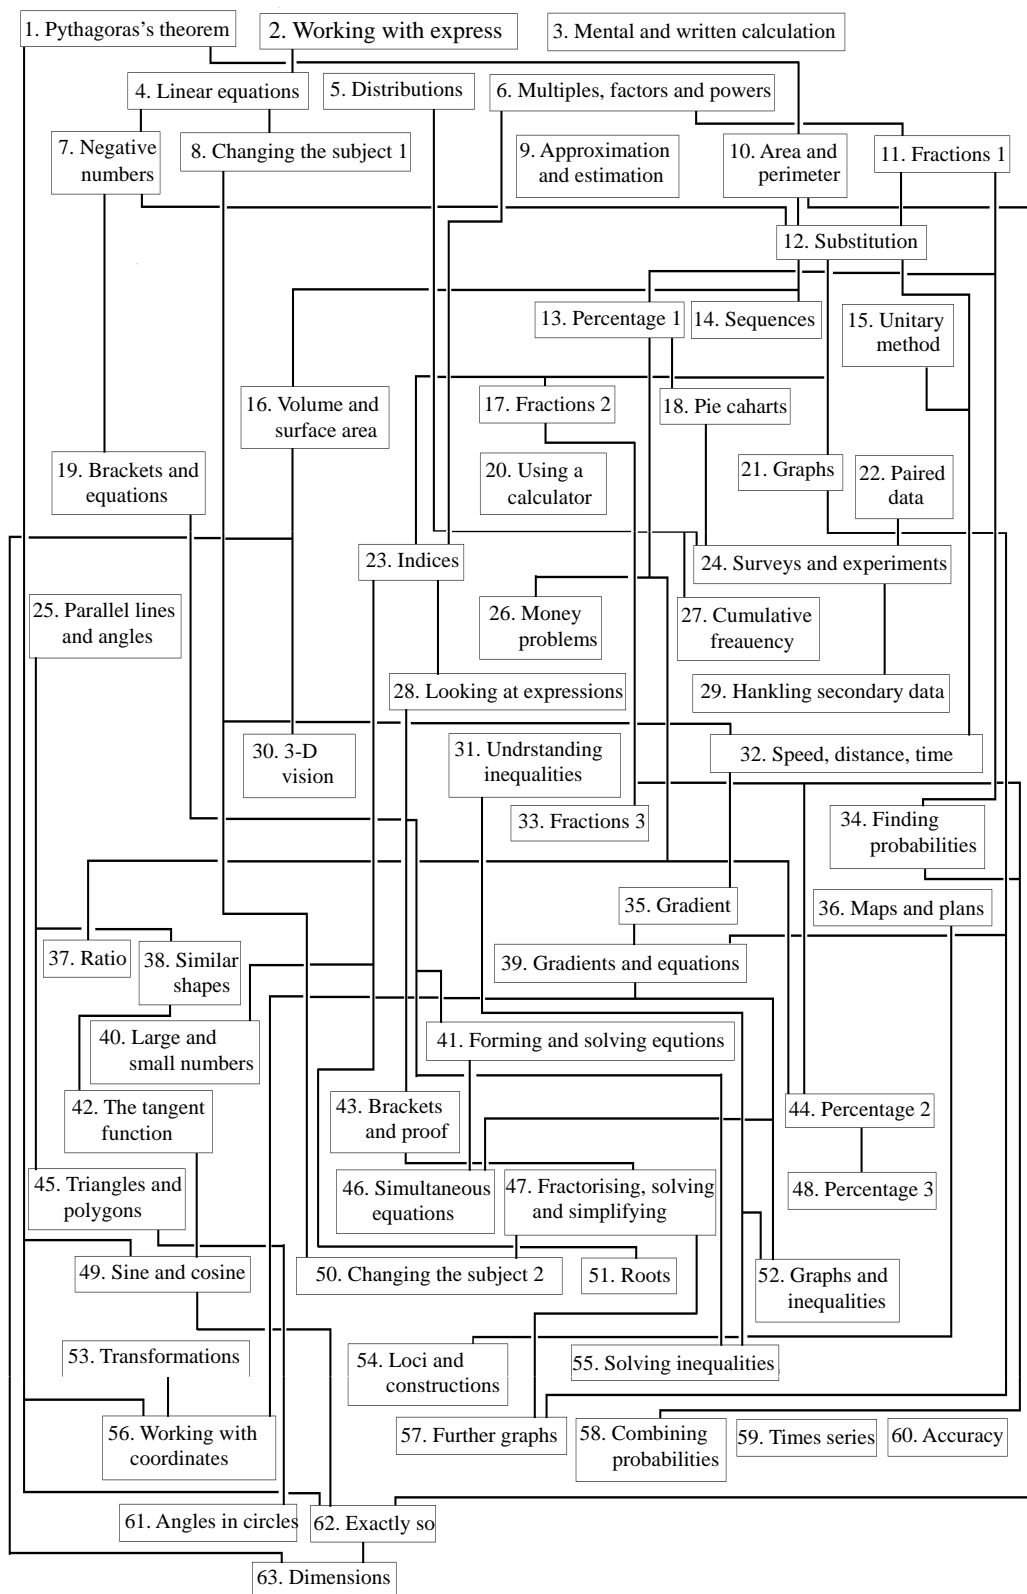 1. Pythagoras's theorem
2. Working with express
3. Mental and written calculation
4. Linear equations
5. Distributions
6. Multiples, factors and powers
7. Negative
numbers
8. Changing the subject 1
9. Approximation
and estimation
10. Area and
perimeter
11. Fractions 1
12. Substitution
13. Percentage 1
14. Sequences
15. Unitary
method
16. Volume and
surface area
17. Fractions 2
18. Pie caharts
19. Brackets and
equations
20. Using a
calculator
21. Graphs
22. Paired
data
23. Indices
24. Surveys and experiments
25. Parallel lines
and angles
26. Money
problems
27. Cumulative
freauency
28. Looking at expressions
29. Hankling secondary data
30. 3-D
vision
31. Undrstanding
inequalities
32. Speed, distance, time
33. Fractions 3
34. Finding
probabilities
35. Gradient
36. Maps and plans
37. Ratio
38. Similar
shapes
39. Gradients and equations
40. Large and
small numbers
41. Forming and solving equtions
42. The tangent
function
43. Brackets
and proof
44. Percentage 2
45. Triangles and
polygons
46. Simultaneous
equations
47. Fractorising, solving
and simplifying
48. Percentage 3
49. Sine and cosine
50. Changing the subject 2
51. Roots
52. Graphs and
inequalities
53. Transformations
54. Loci and
constructions
55. Solving inequalities
56. Working with
coordinates
57. Further graphs
58. Combining
probabilities
59. Times series
60. Accuracy
61. Angles in circles
62. Exactly so
63. Dimensions